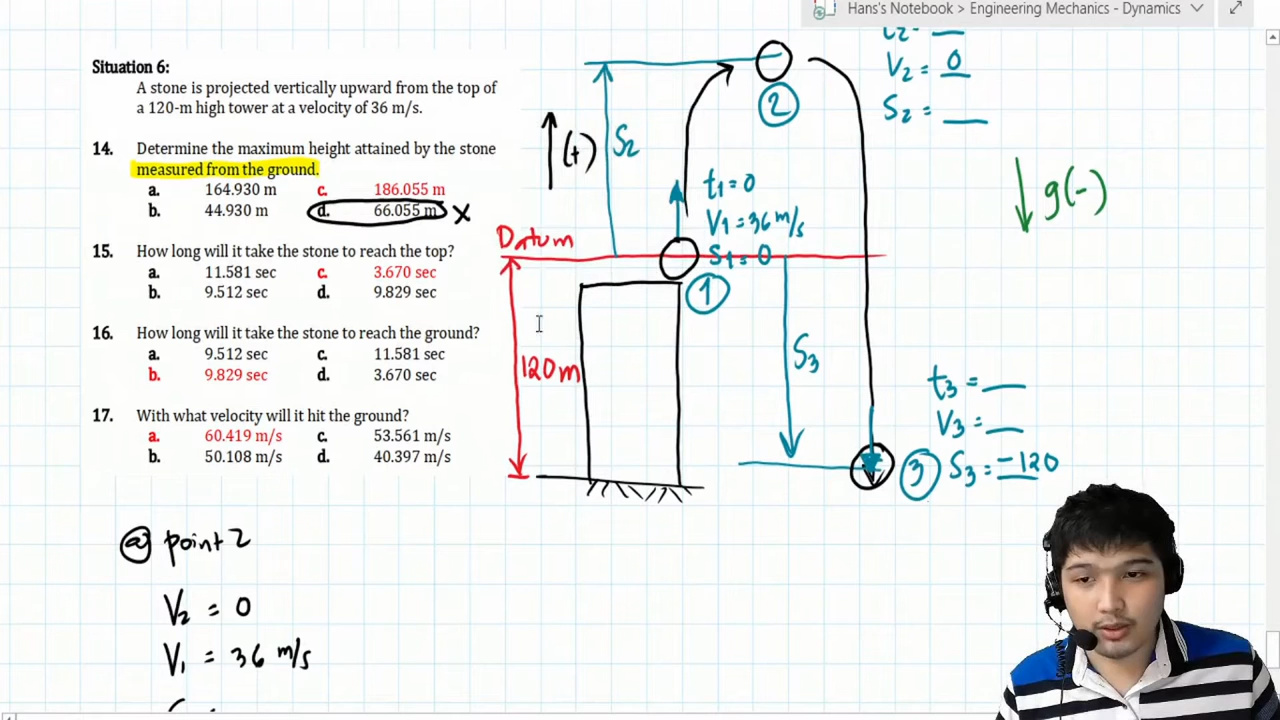 Hans's Notebook > Engineering Mechanics - Dynamics
Situation 6:
A stone is projected vertically upward from the top of
a 120-m high tower at a velocity of 36 m/s.
14. Determine the maximum height attained by the stone
measured from the ground.
a. 164.930 m c. 186.055 m
b. 44.930 m d. 66.055 m X
15. How long will it take the stone to reach the top?
a. 11.581 sec c. 3.670 sec
b. 9.512 sec d. 9.829 sec
16. How long will it take the stone to reach the ground?
a. 9.512 sec c. 11.581 sec
b. 9.829 sec d. 3.670 sec
17. With what velocity will it hit the ground?
a. 60.419 m/s c. 53.561 m/s
b. 50.108 m/s d. 40.397 m/s
@ point 2
V2 = 0
V1 = 36 m/s
(+)
S2
2
V2 = 0
S2 = __
g(-)
t1 = 0
V1 = 36 m/s
S1 = 0
Datum
1
120m
S3
t3 = __
V3 = __
3 S3 = -120